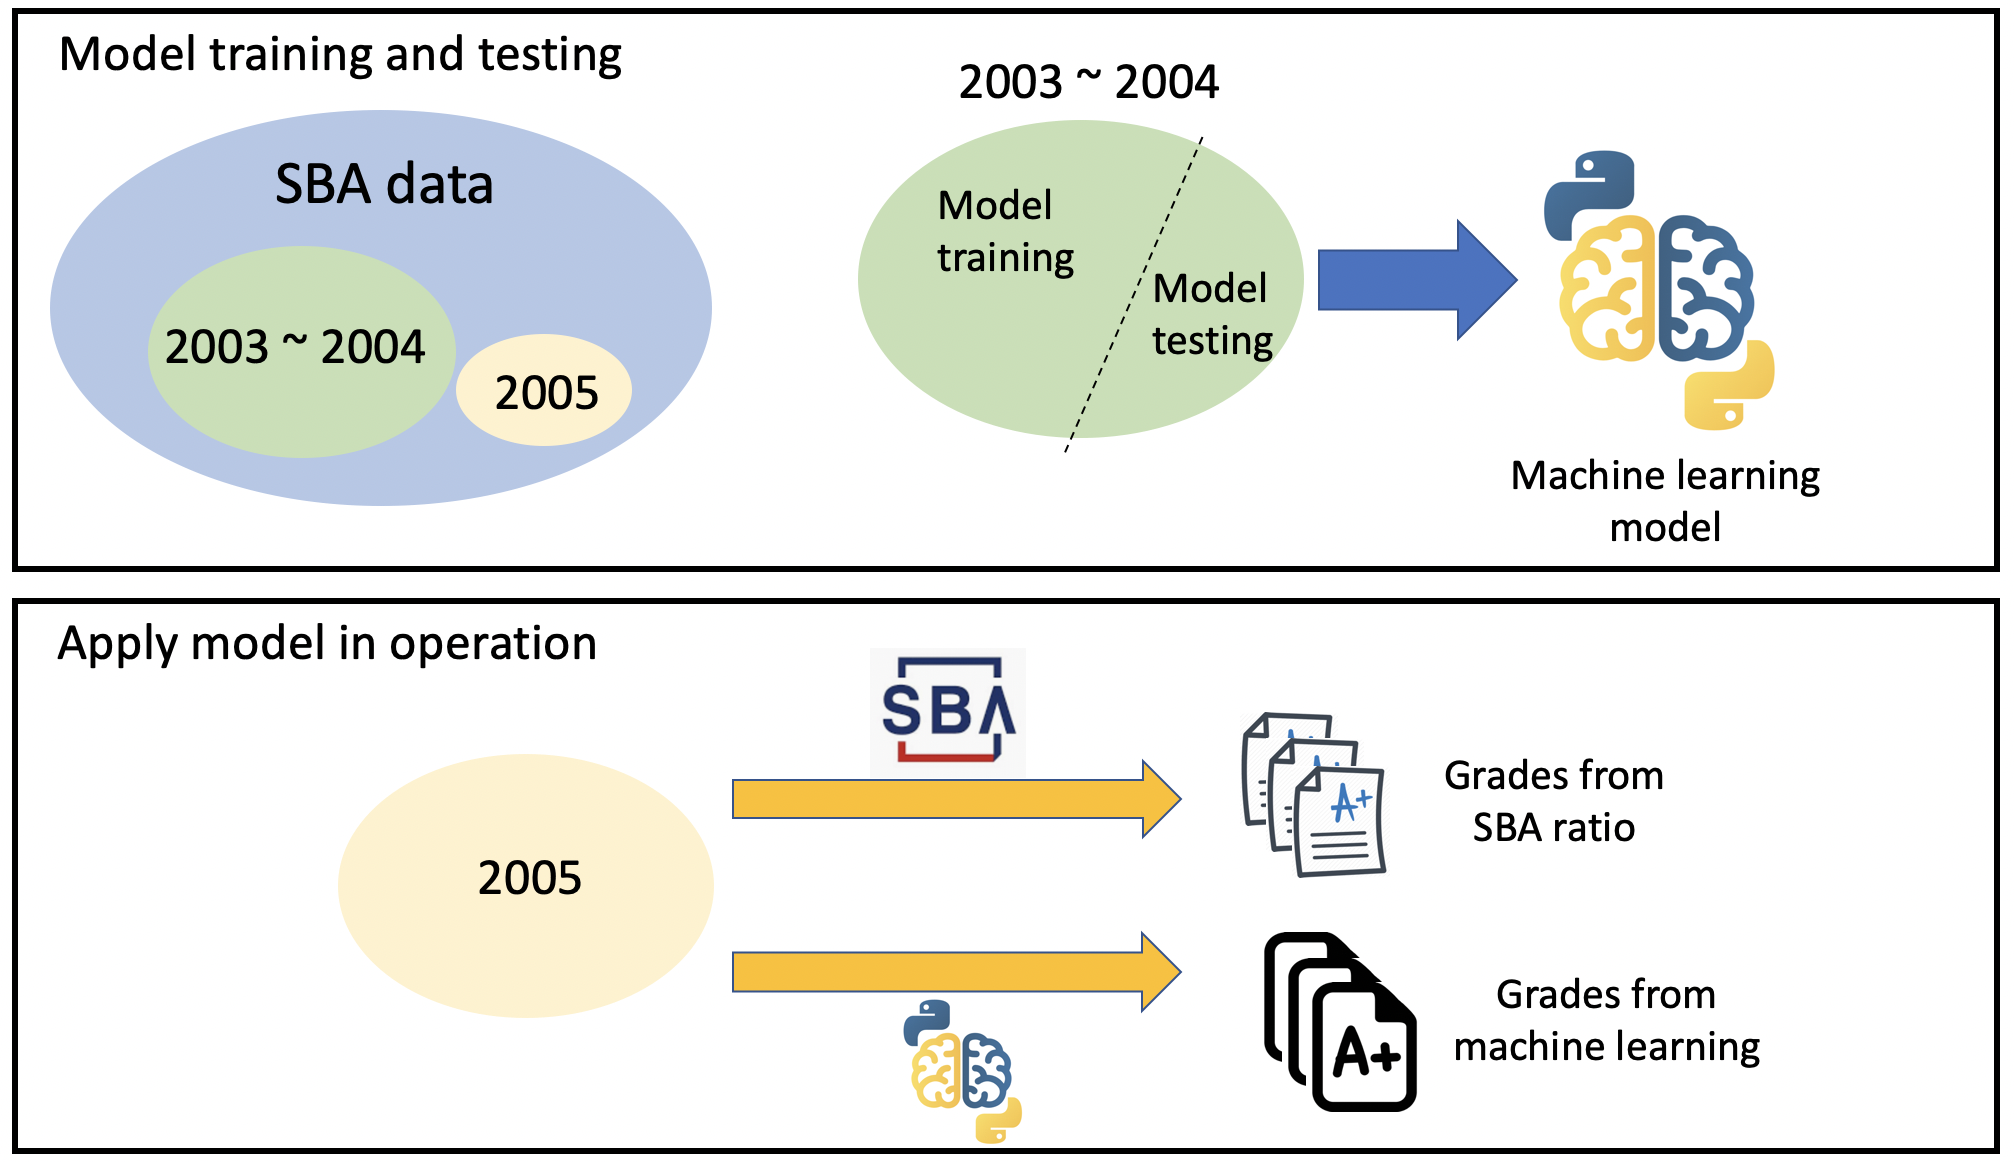 Model training and testing
SBA data
2003 ~ 2004
2005
2003 ~ 2004
Model
training
Model
testing
Machine learning
model
Apply model in operation
SBA
2005
A+
A+
A+
Grades from
SBA ratio
A+
Grades from
machine learning